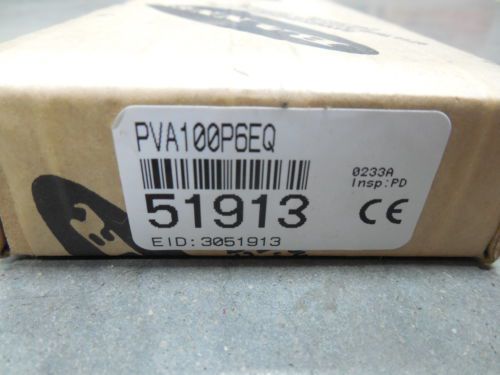 PVA100P6EQ
51913
EID: 3051913
0233A
Insp:PD
CE